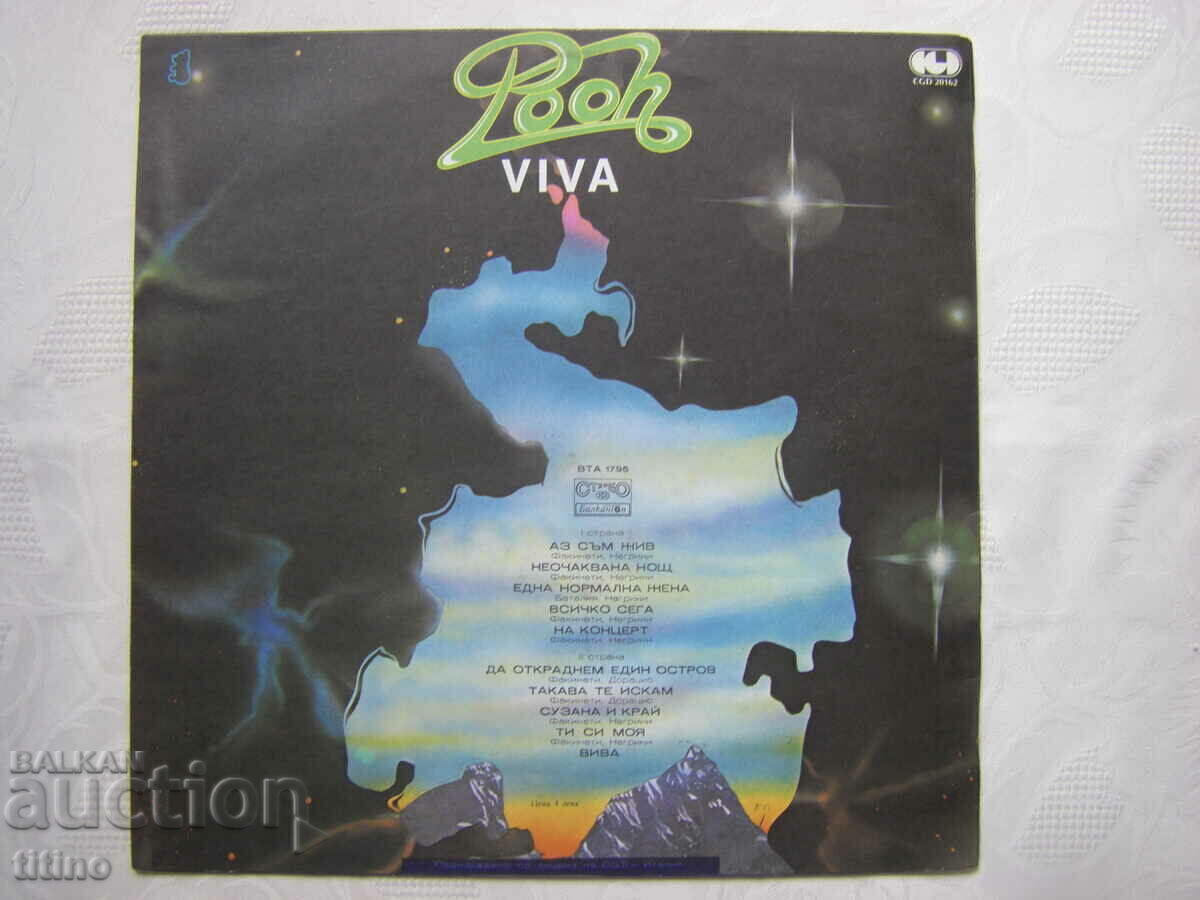 Pooh
CGD 20162
VIVA
ВТА 1795
СТЕРЕО
Балкантон
I страна
АЗ СЪМ ЖИВ
Факинети, Негрини
НЕОЧАКВАНА НОЩ
Факинети, Негрини
ЕДНА НОРМАЛНА ЖЕНА
Баталия, Негрини
ВСИЧКО СЕГА
Факинети, Негрини
НА КОНЦЕРТ
Факинети, Негрини
II страна
ДА ОТКРАДНЕМ ЕДИН ОСТРОВ
Факинети, Дорацио
ТАКАВА ТЕ ИСКАМ
Факинети, Дорацио
СУЗАНА И КРАЙ
Факинети, Негрини
ТИ СИ МОЯ
Факинети, Негрини
ВИВА
Цена 4 лева
BALKAN
auction
titino